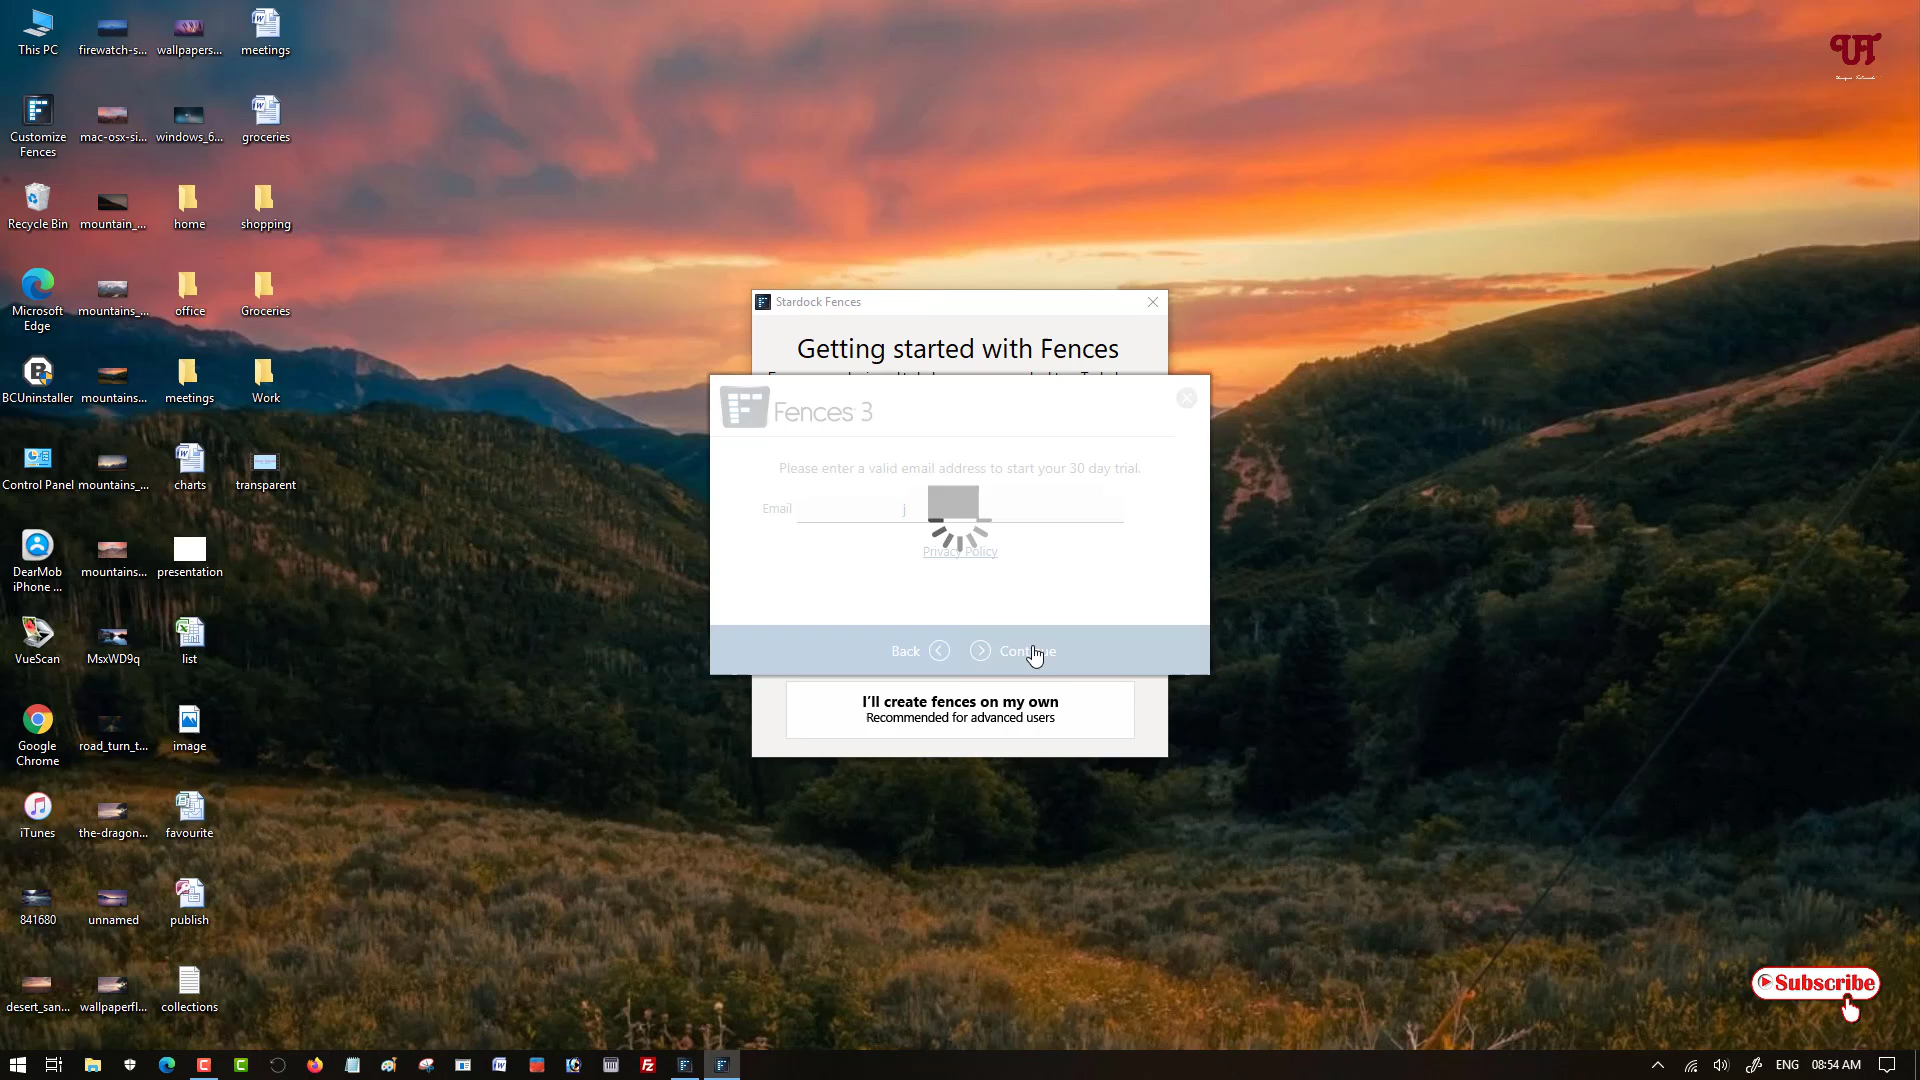 This PC
firewatch-s...
wallpapers...
meetings
Customize
Fences
mac-osx-si...
windows_6...
groceries
Recycle Bin
mountain_...
home
shopping
Microsoft
Edge
mountains_...
office
Groceries
BCUninstaller
mountains...
meetings
Work
Control Panel
mountains_...
charts
transparent
DearMob
iPhone ...
mountains...
presentation
VueScan
MsxWD9q
list
Google
Chrome
road_turn_t...
image
iTunes
the-dragon...
favourite
841680
unnamed
publish
desert_san...
wallpaperfl...
collections
UT
Stardock Fences
Getting started with Fences
Fences 3
Please enter a valid email address to start your 30 day trial.
Email
j
Privacy Policy
Back
I'll create fences on my own
Recommended for advanced users
Subscribe
ENG
08:54 AM